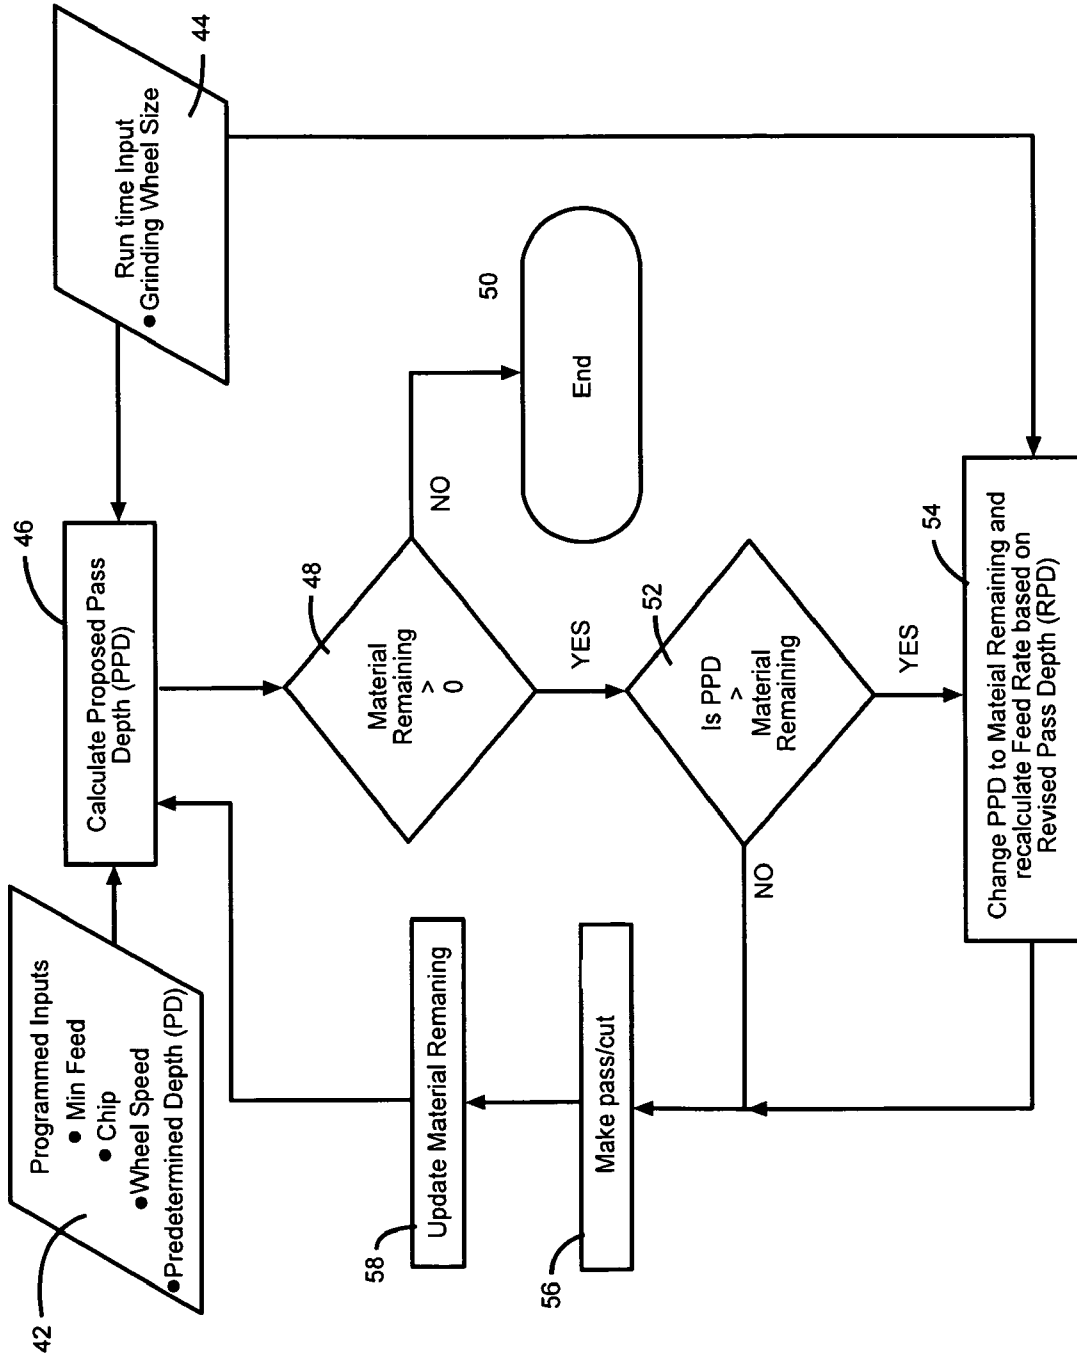 42
Programmed Inputs
● Min Feed
● Chip
●Wheel Speed
●Predetermined Depth (PD)
46
Calculate Proposed Pass
Depth (PPD)
44
Run time Input
●Grinding Wheel Size
48
Material
Remaining
>
0
NO
50
End
YES
52
Is PPD
>
Material
Remaining
NO
YES
58
Update Material Remaning
56
Make pass/cut
54
Change PPD to Mateial Remaining and
recalculate Feed Rate based on
Revised Pass Depth (RPD)